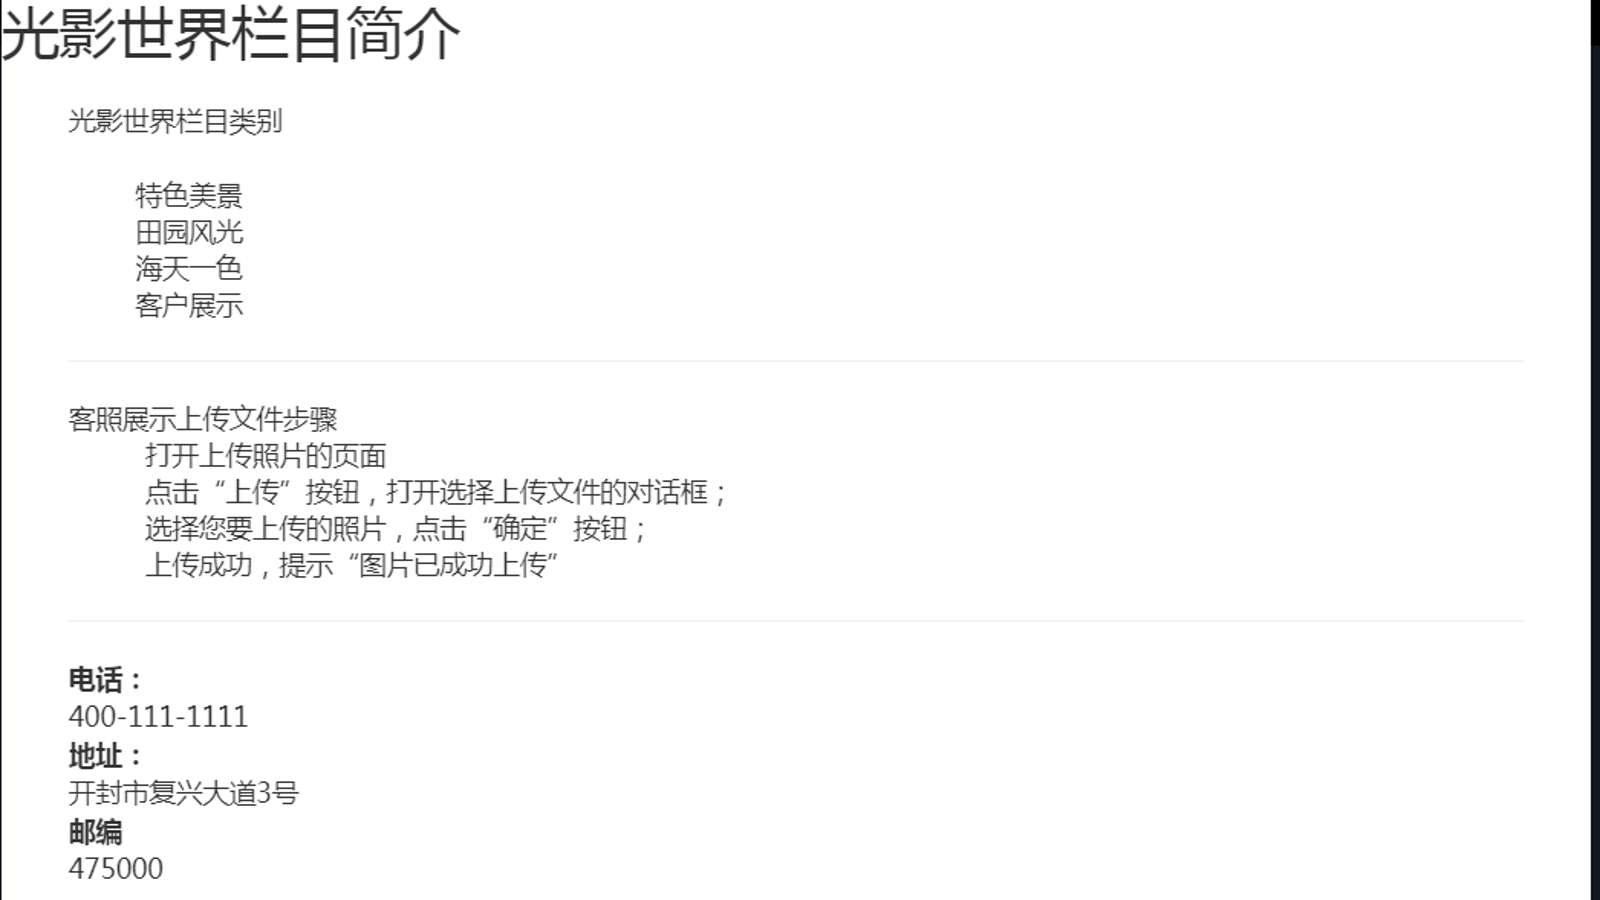 光影世界栏目简介
光影世界栏目类别
特色美景
田园风光
海天一色
客户展示
客照展示上传文件步骤
打开上传照片的页面
点击“上传”按钮，打开选择上传文件的对话框；
选择您要上传的照片，点击“确定”按钮；
上传成功，提示“图片已成功上传”
电话：
400-111-1111
地址：
开封市复兴大道3号
邮编
475000